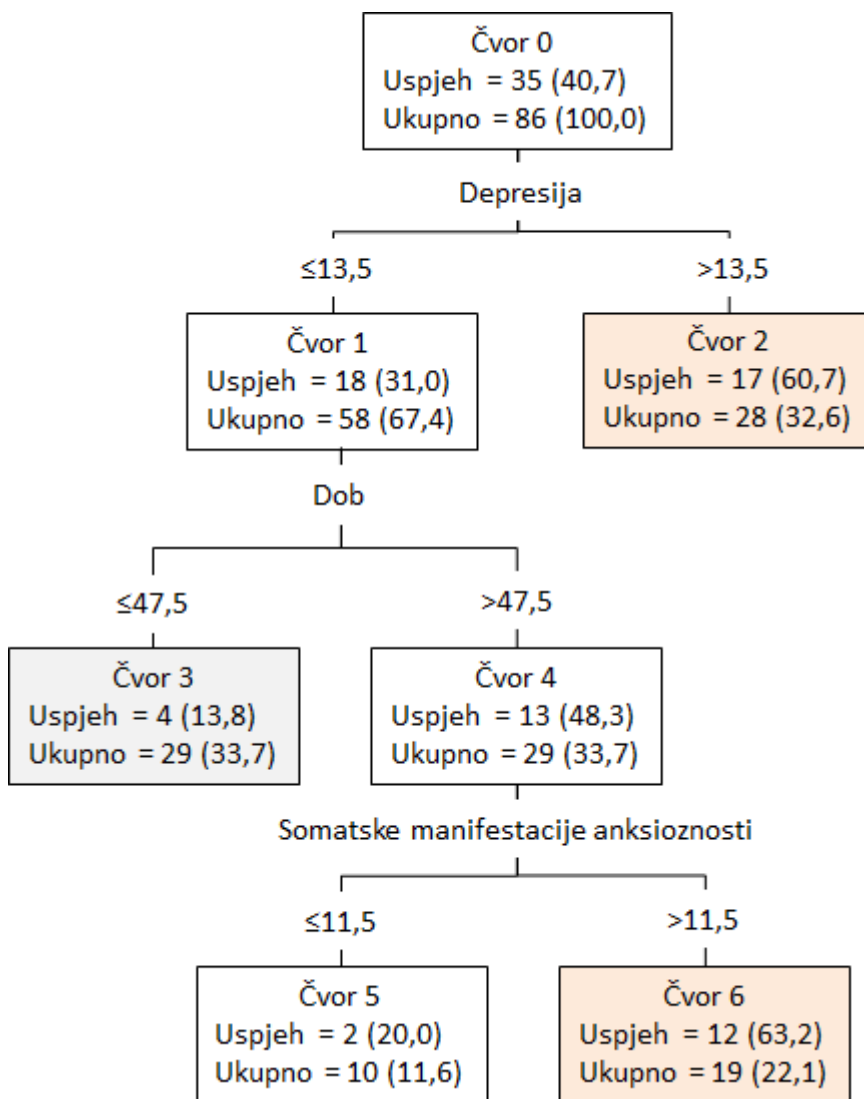 Čvor 0
Uspjeh = 35 (40,7)
Ukupno = 86 (100,0)
Depresija
≤13,5
>13,5
Čvor 1
Uspjeh = 18 (31,0)
Ukupno = 58 (67,4)
Čvor 2
Uspjeh = 17 (60,7)
Ukupno = 28 (32,6)
Dob
≤47,5
>47,5
Čvor 3
Uspjeh = 4 (13,8)
Ukupno = 29 (33,7)
Čvor 4
Uspjeh = 13 (48,3)
Ukupno = 29 (33,7)
Somatske manifestacije anksioznosti
≤11,5
>11,5
Čvor 5
Uspjeh = 2 (20,0)
Ukupno = 10 (11,6)
Čvor 6
Uspjeh = 12 (63,2)
Ukupno = 19 (22,1)